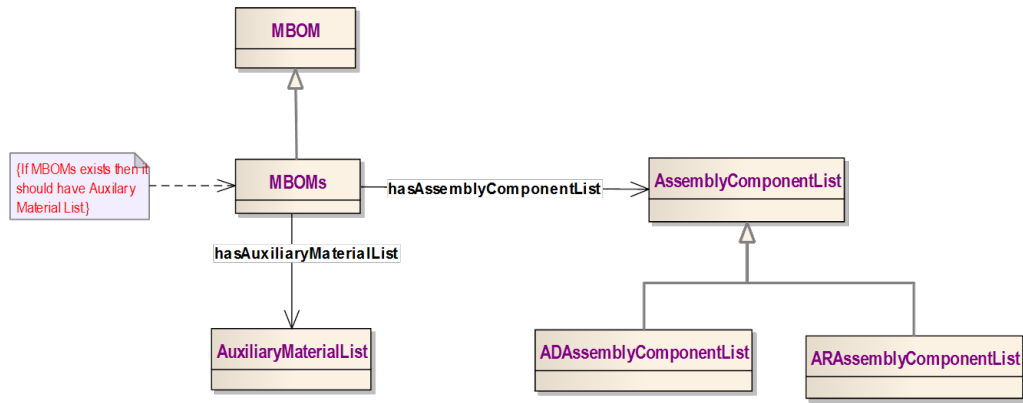 MBOM
{If MBOMs exists then it
should have Auxilary
Material List}
MBOMs
hasAssemblyComponentList
AssemblyComponentList
hasAuxiliaryMaterialList
AuxiliaryMaterialList
ADAssemblyComponentList
ARAssemblyComponentList